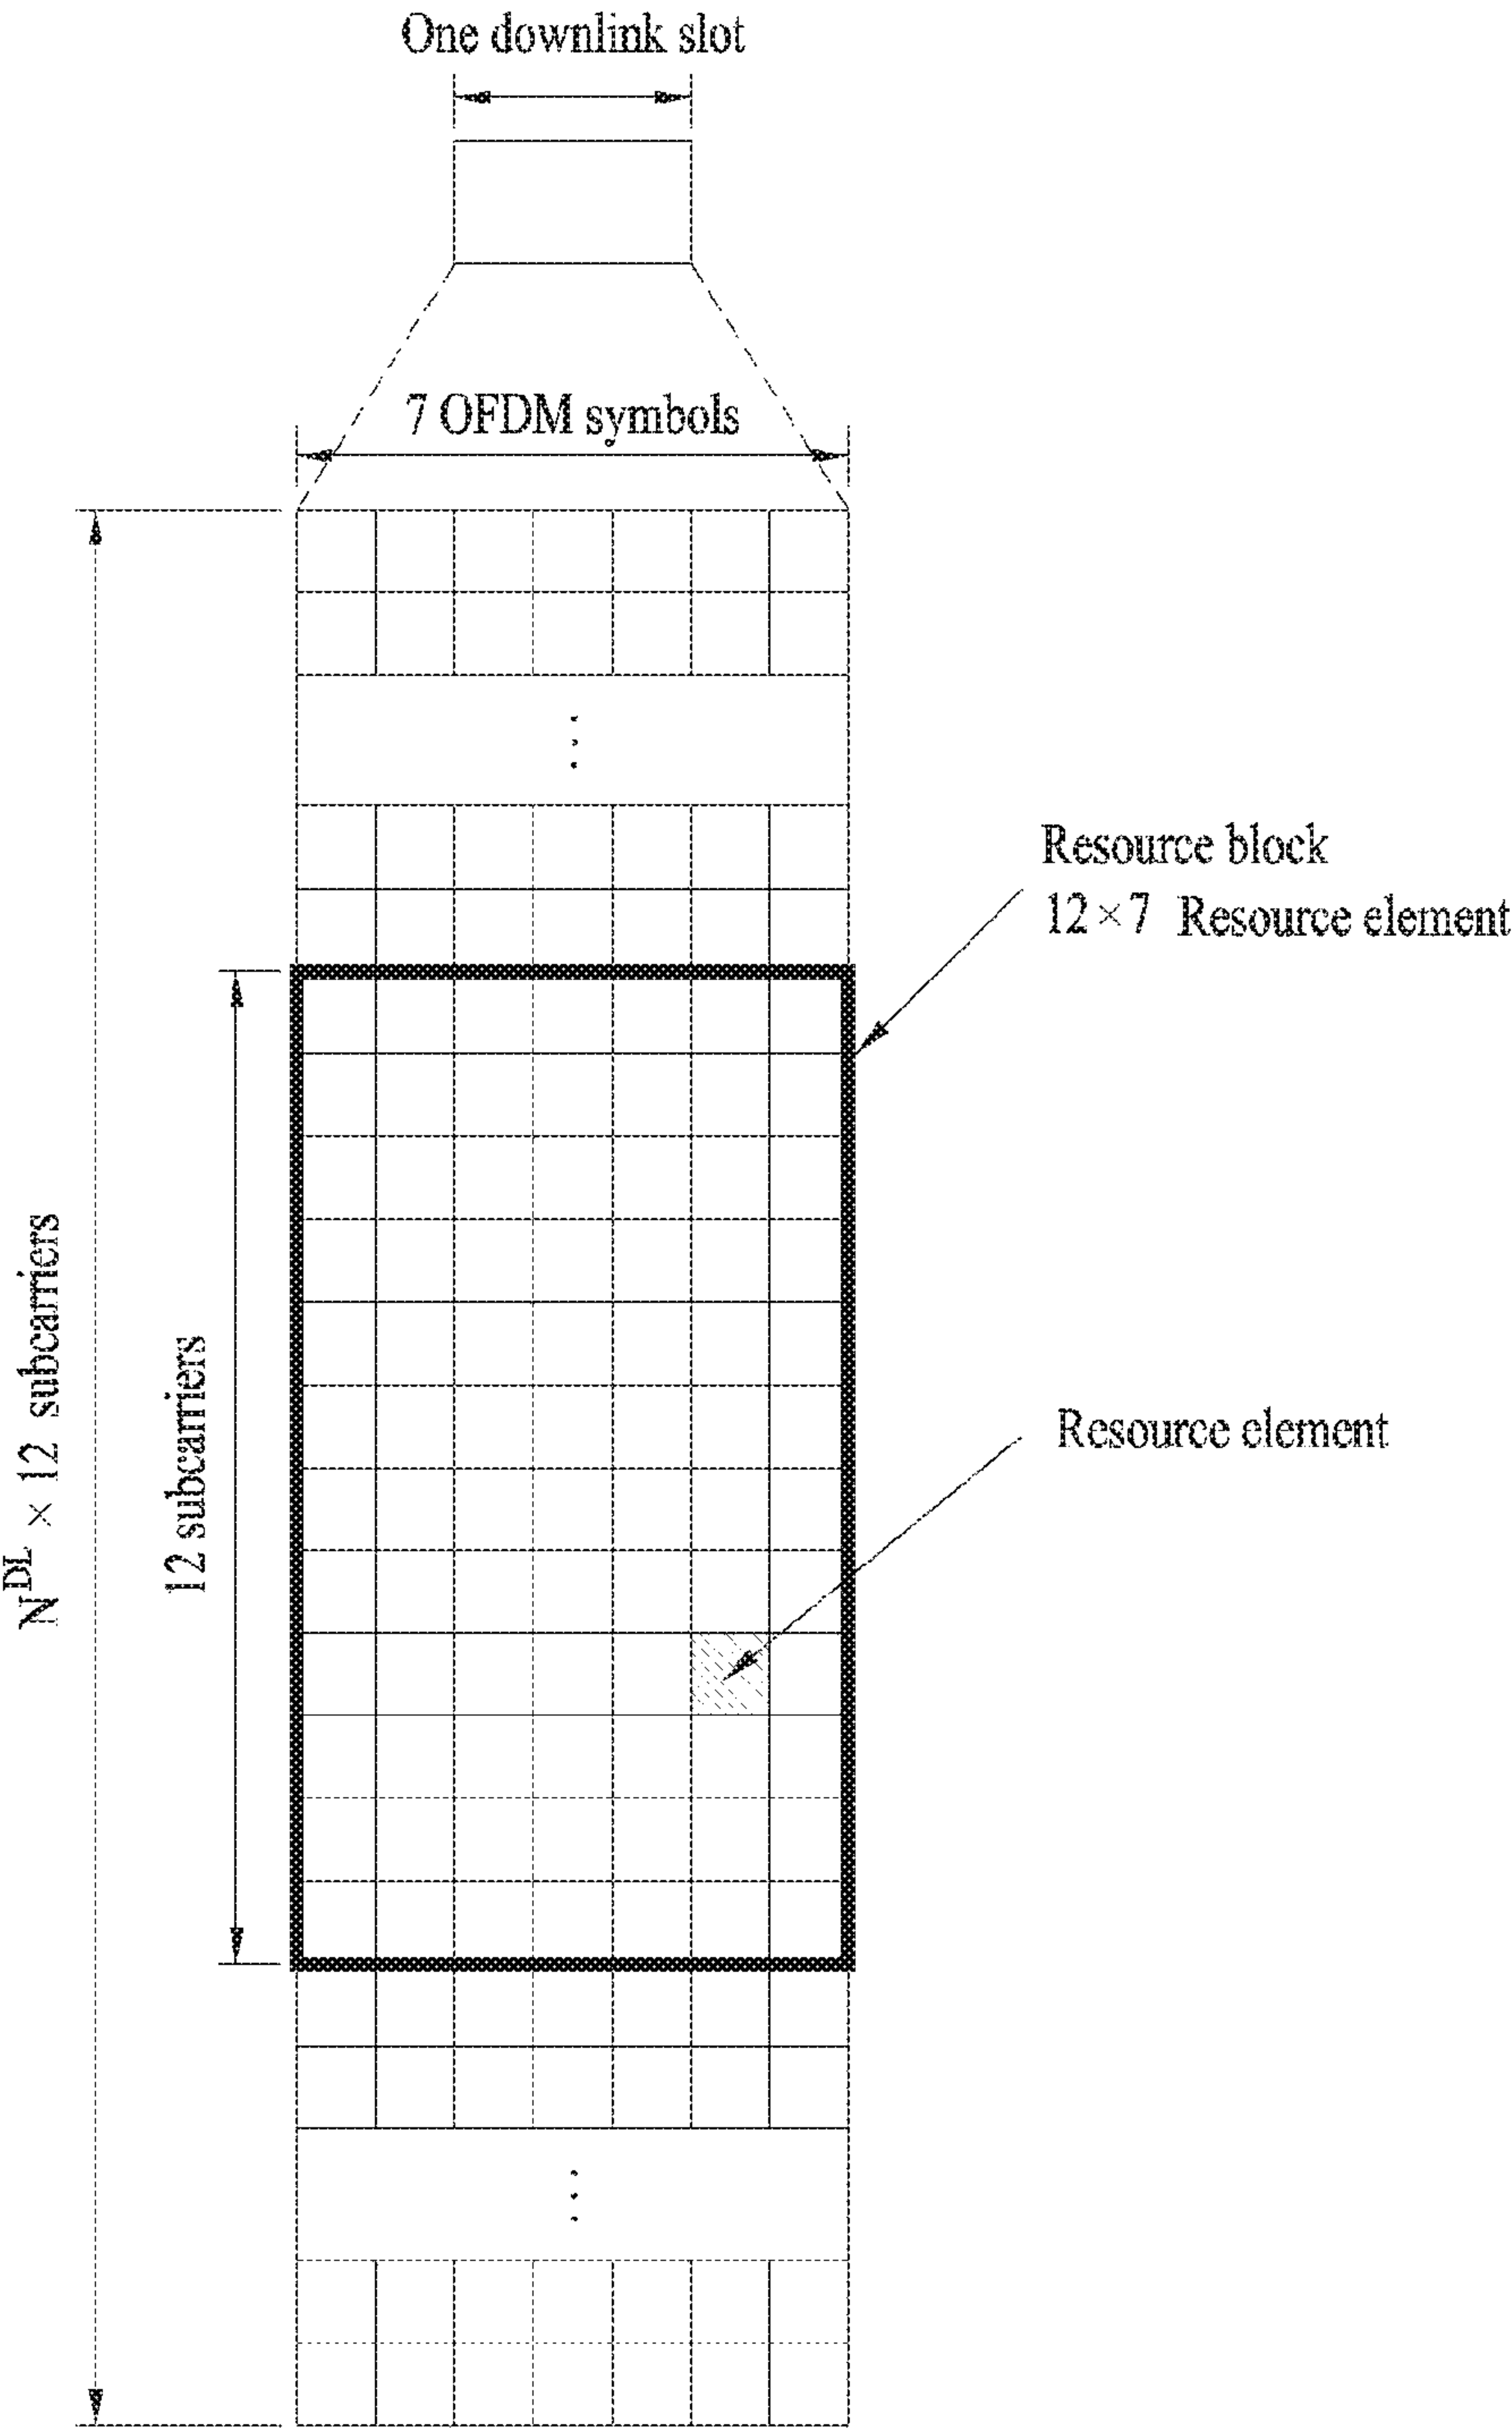 One downlink slot
7 OFDM symbols
Resource block
12×7 Resource element
N^DL × 12 subcarriers
12 subcarriers
Resource element